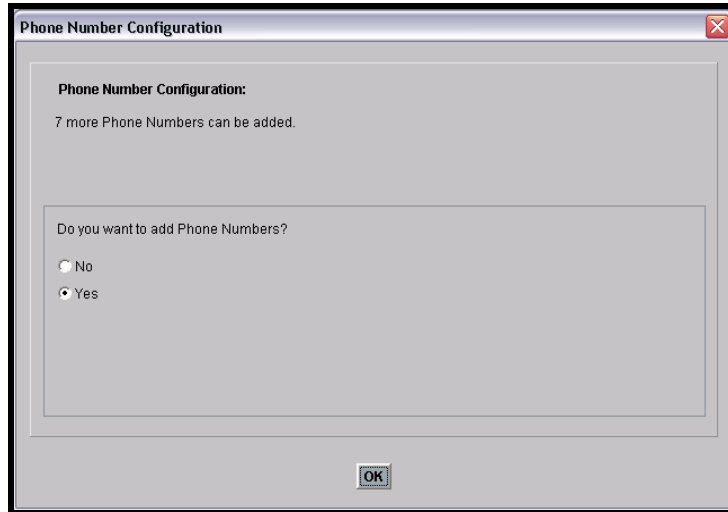 Phone Number Configuration
Phone Number Configuration:
7 more Phone Numbers can be added.
Do you want to add Phone Numbers?
No
Yes
OK